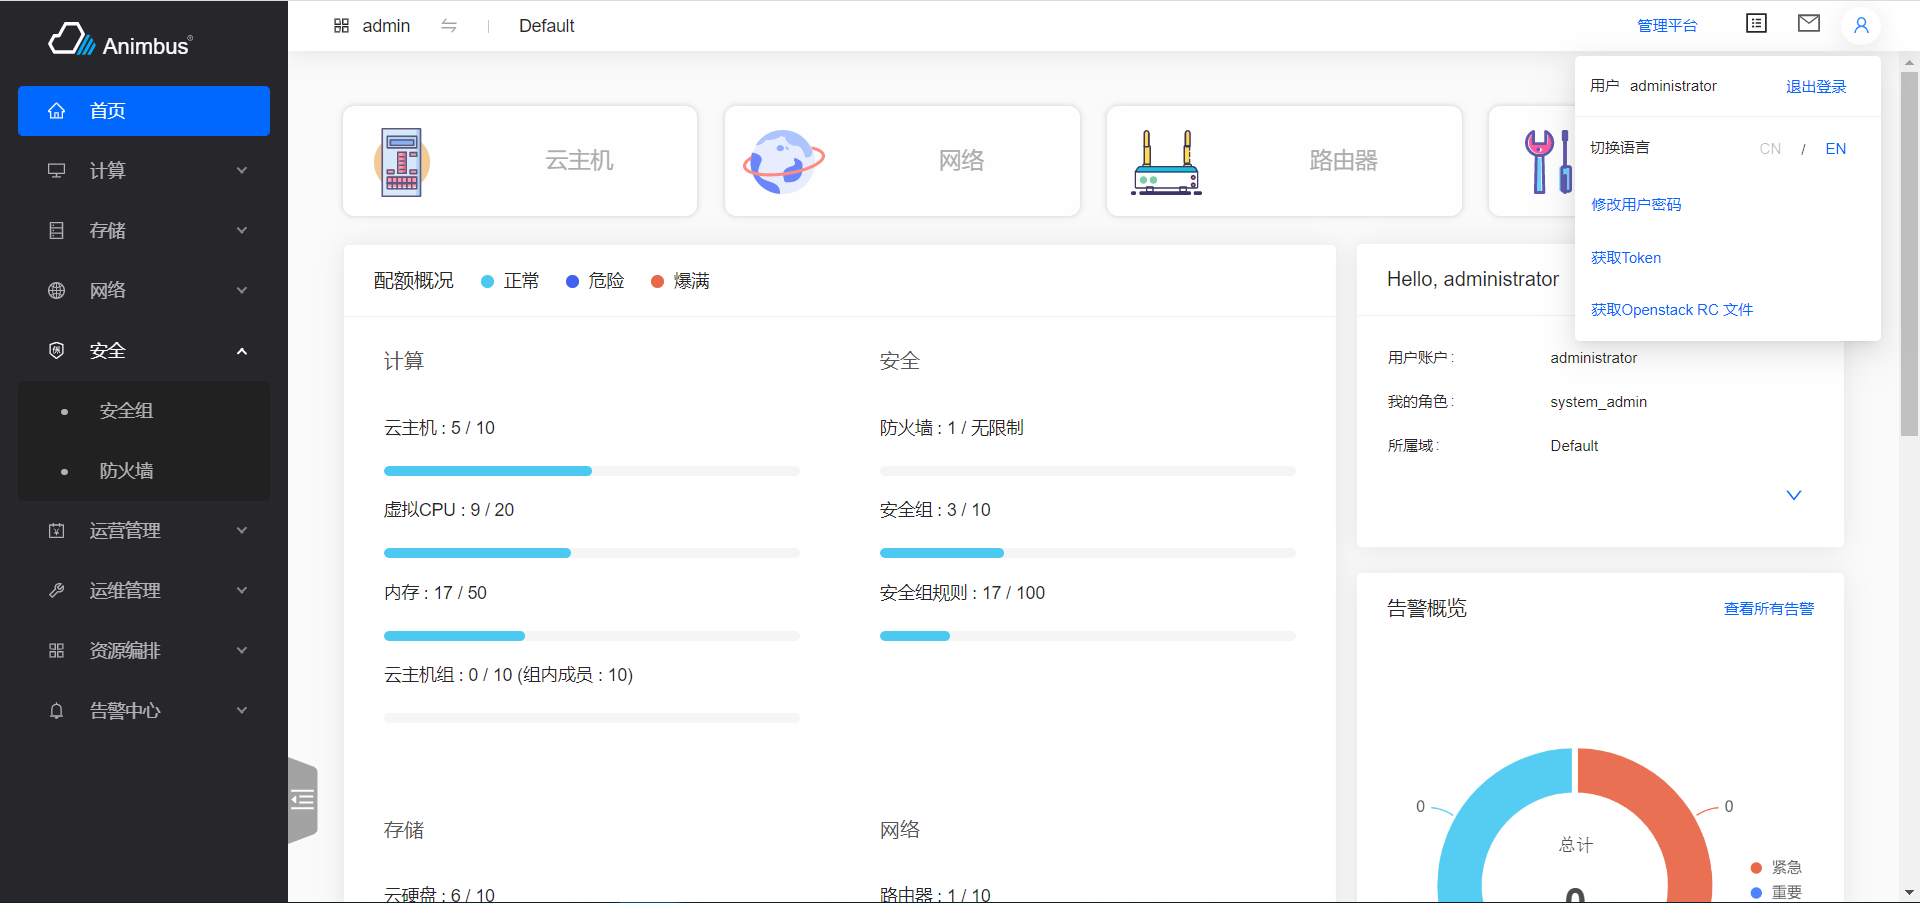 Animbus®
admin
Default
管理平台
首页
计算
存储
网络
安全
安全组
防火墙
运营管理
运维管理
资源编排
告警中心
云主机
网络
路由器
用户 administrator
退出登录
切换语言
CN / EN
修改用户密码
获取Token
获取Openstack RC 文件
配额概况
正常
危险
爆满
计算
云主机 : 5 / 10
虚拟CPU : 9 / 20
内存 : 17 / 50
云主机组 : 0 / 10 (组内成员 : 10)
安全
防火墙 : 1 / 无限制
安全组 : 3 / 10
安全组规则 : 17 / 100
存储
云硬盘 : 6 / 10
网络
路由器 : 1 / 10
Hello, administrator
用户账户 :
administrator
我的角色 :
system_admin
所属域 :
Default
告警概览
查看所有告警
0
0
总计
0
紧急
重要